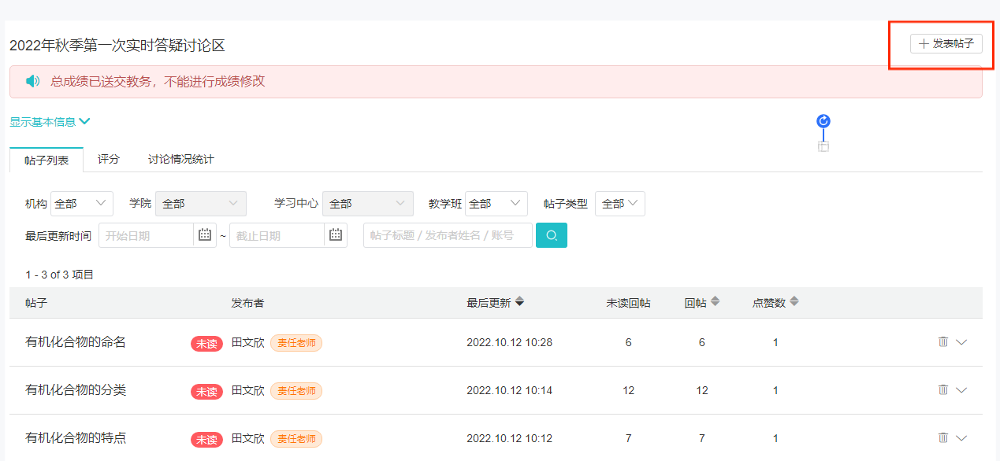 2022年秋季第一次实时答疑讨论区
发表帖子
总成绩已送交教务，不能进行成绩修改
显示基本信息
帖子列表 评分 讨论情况统计
机构 全部 学院 全部 学习中心 全部 教学班 全部 帖子类型 全部
最后更新时间 开始日期 ~ 截止日期 帖子标题 / 发布者姓名 / 账号
1 - 3 of 3 项目
帖子 发布者 最后更新 未读回帖 回帖 点赞数
有机化合物的命名 未读 田文欣 责任老师 2022.10.12 10:28 6 6 1
有机化合物的分类 未读 田文欣 责任老师 2022.10.12 10:14 12 12 1
有机化合物的特点 未读 田文欣 责任老师 2022.10.12 10:12 7 7 1